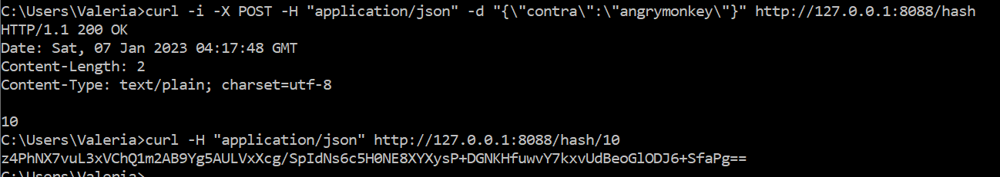 C:\Users\Valeria>curl -i -X POST -H "application/json" -d "{\"contra\":\"angrymonkey\"}" http://127.0.0.1:8088/hash
HTTP/1.1 200 OK
Date: Sat, 07 Jan 2023 04:17:48 GMT
Content-Length: 2
Content-Type: text/plain; charset=utf-8

10
C:\Users\Valeria>curl -H "application/json" http://127.0.0.1:8088/hash/10
z4PhNX7vuL3xVChQ1m2AB9Yg5AULVxXcg/SpIdNs6c5H0NE8XYXysP+DGNKHfuwvY7kxvUdBeoGlODJ6+SfaPg==
C:\Users\Valeria>